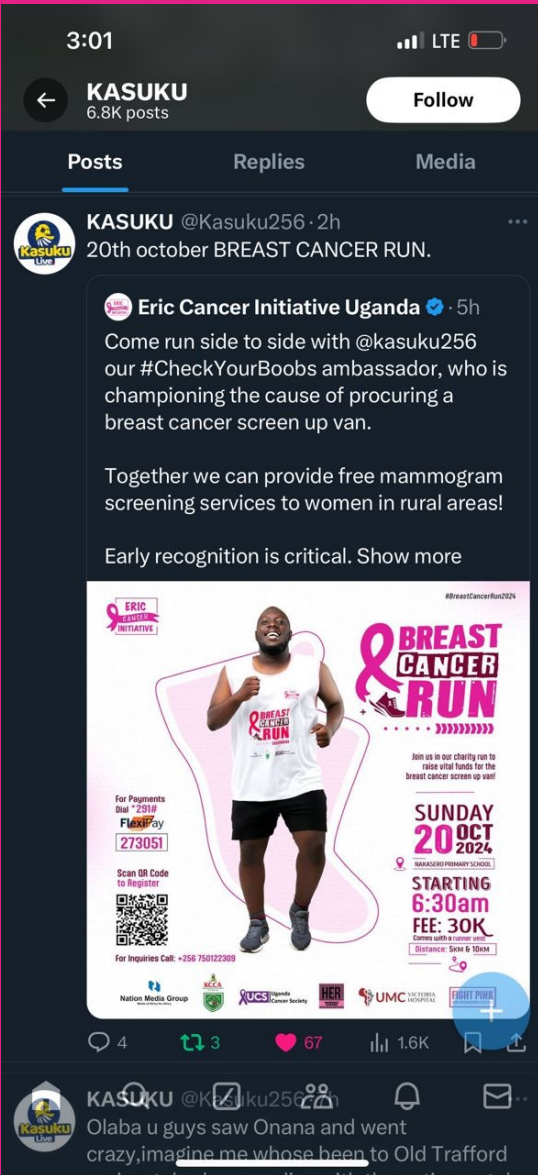 3:01
LTE
KASUKU
6.8K posts
Follow
Posts
Replies
Media
KASUKU @Kasuku256 · 2h
20th october BREAST CANCER RUN.
Kasuku
Live
Eric Cancer Initiative Uganda · 5h
Come run side to side with @kasuku256
our #CheckYourBoobs ambassador, who is
championing the cause of procuring a
breast cancer screen up van.
Together we can provide free mammogram
screening services to women in rural areas!
Early recognition is critical. Show more
#BreastCancerRun2024
ERIC
CANCER
INITIATIVE
BREAST
CANCER
RUN
BREAST
CANCER
RUN
Join us in our charity run to
raise vital funds for the
breast cancer screen up van!
For Payments
Dial *291#
FlexiPay
273051
SUNDAY
20 OCT
2024
NAKASERO PRIMARY SCHOOL
STARTING
6:30am
FEE: 30K
Comes with a runner vest
Distance: 5KM & 10KM
Scan QR Code
to Register
For Inquiries Call: +256 750122309
Nation Media Group
KCCA
UCS Uganda
Cancer Society
HER
UMC VICTORIA
HOSPITAL
FIGHT PINK
4
3
67
1.6K
KASUKU
Kasuku
Live
Olaba u guys saw Onana and went
crazy,imagine me whose been to Old Trafford